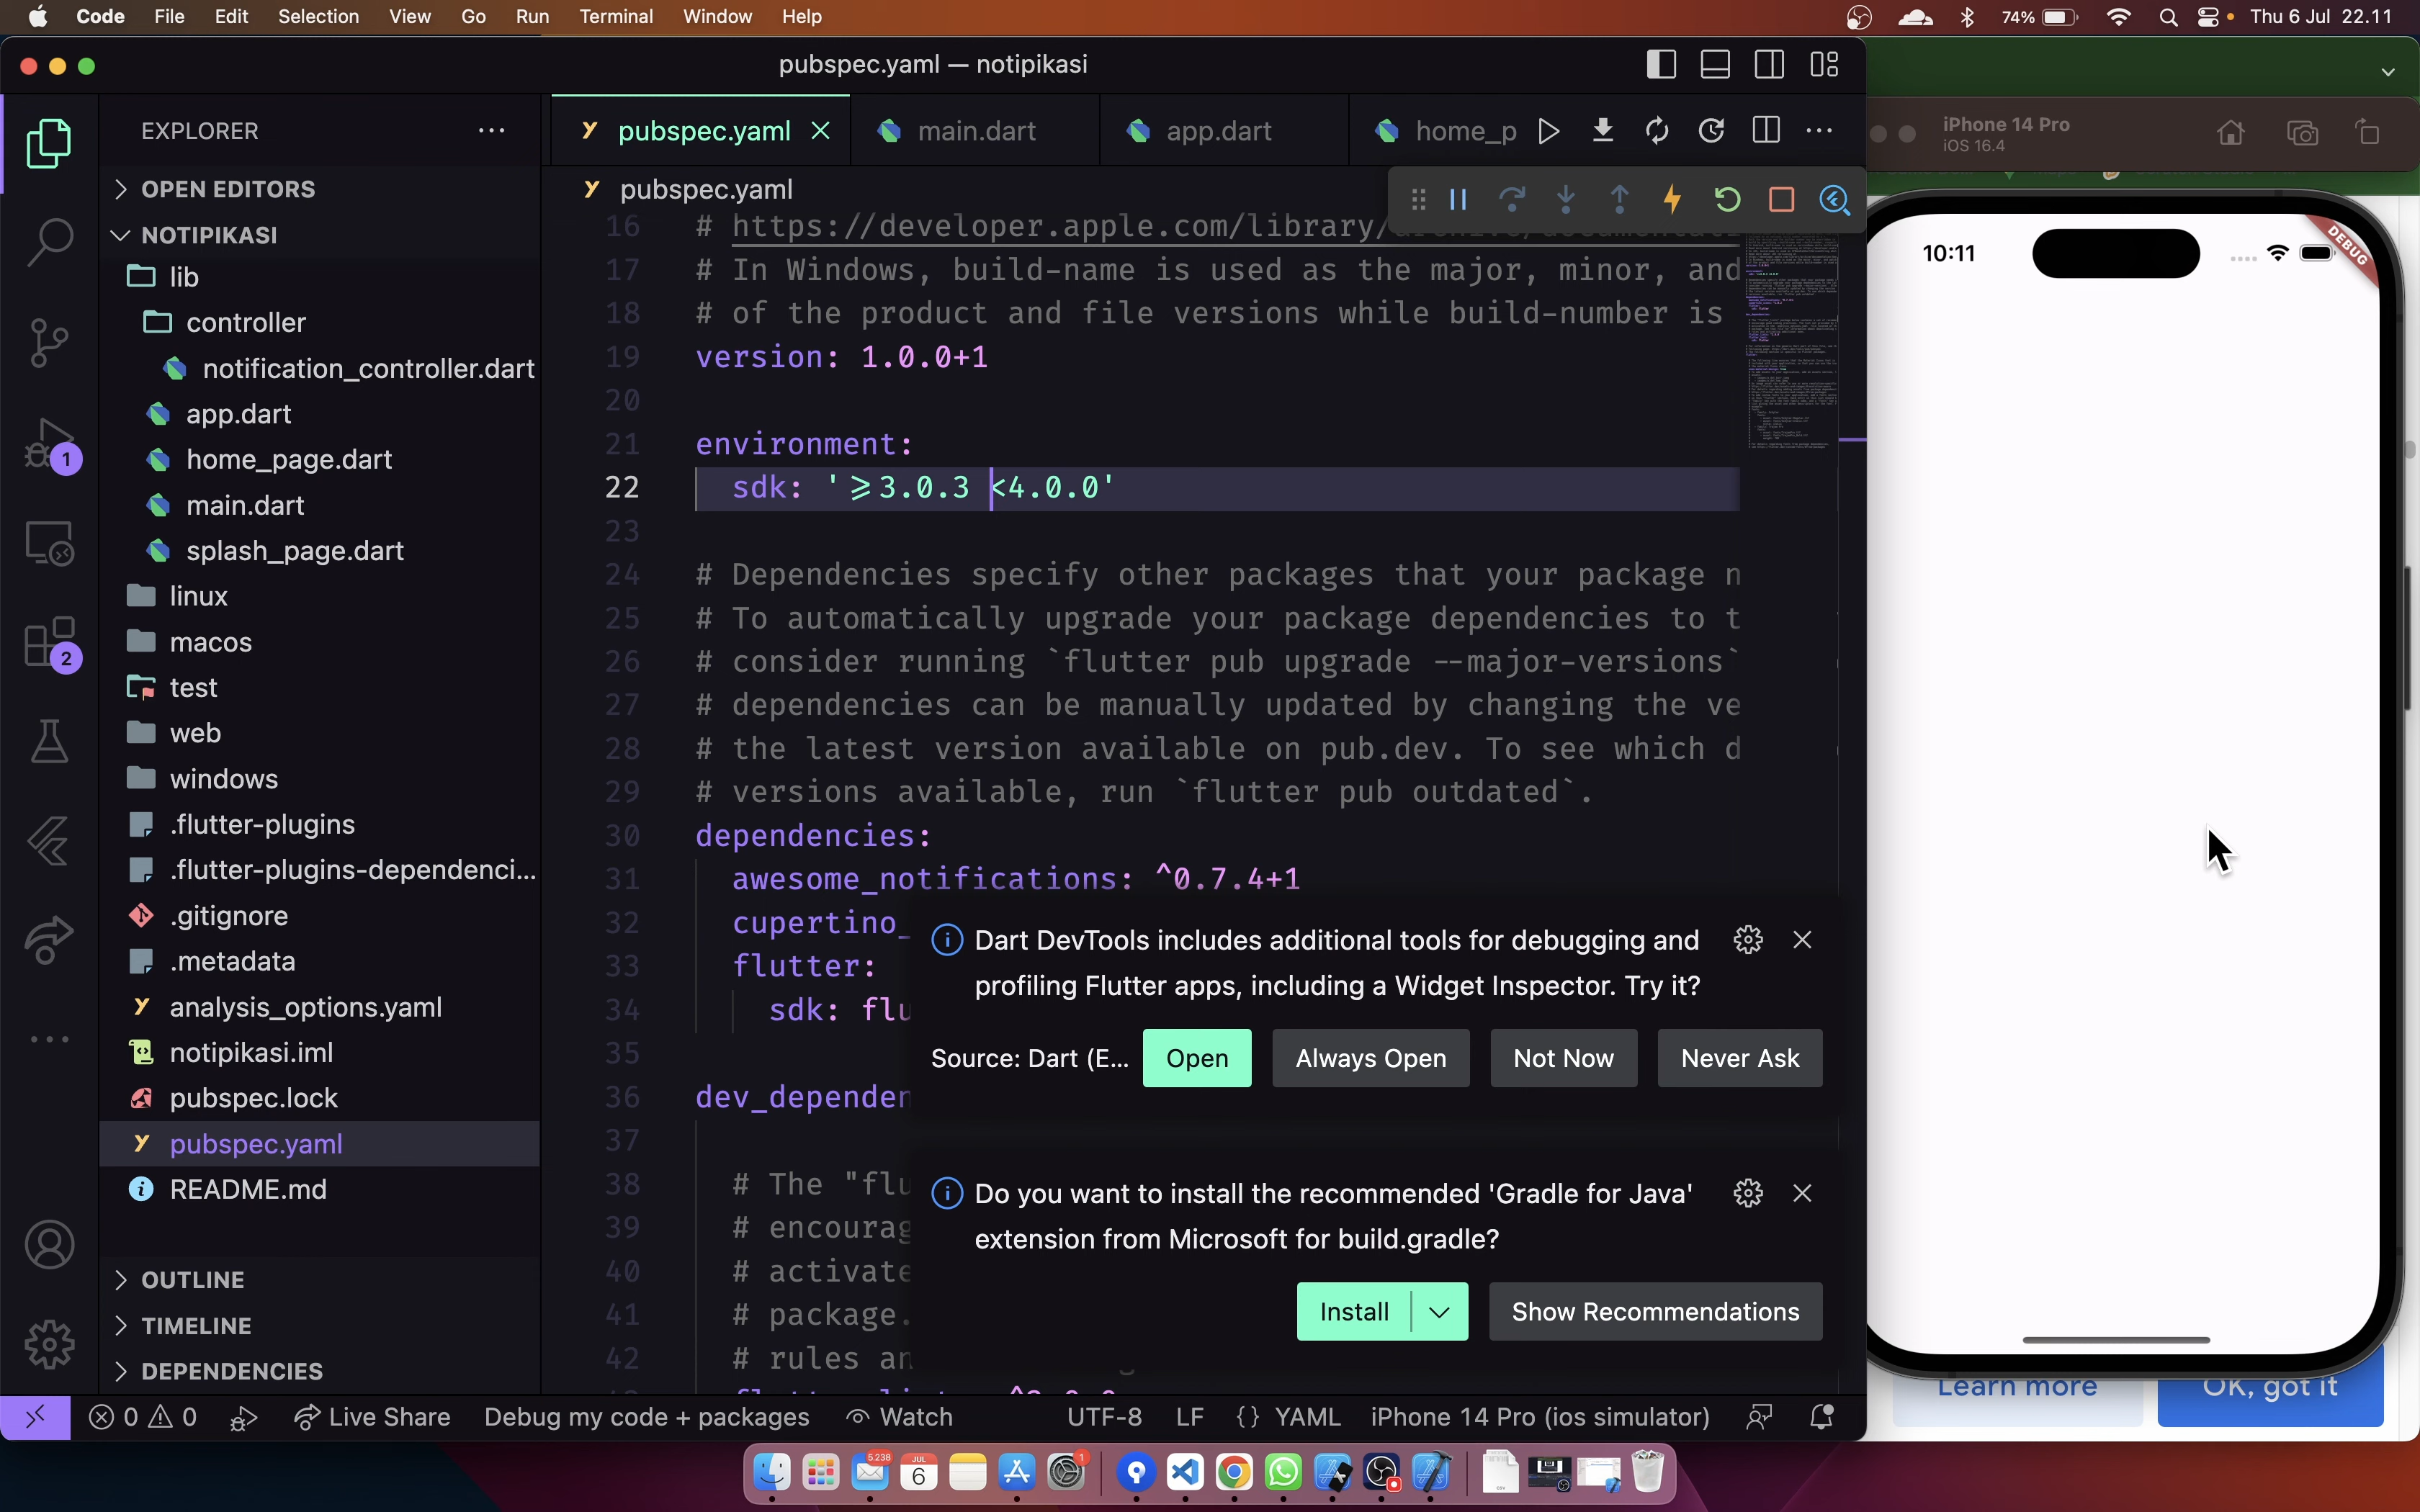 Code File Edit Selection View Go Run Terminal Window Help
74% Thu 6 Jul 22.11
pubspec.yaml — notipikasi
EXPLORER
OPEN EDITORS
NOTIPIKASI
lib
controller
notification_controller.dart
app.dart
home_page.dart
main.dart
splash_page.dart
linux
macos
test
web
windows
.flutter-plugins
.flutter-plugins-dependenci...
.gitignore
.metadata
analysis_options.yaml
notipikasi.iml
pubspec.lock
pubspec.yaml
README.md
OUTLINE
TIMELINE
DEPENDENCIES
1
2
pubspec.yaml main.dart app.dart home_p
pubspec.yaml
16 # https://developer.apple.com/library/
17 # In Windows, build-name is used as the major, minor, and
18 # of the product and file versions while build-number is
19 version: 1.0.0+1
20
21 environment:
22 sdk: '>=3.0.3 <4.0.0'
23
24 # Dependencies specify other packages that your package n
25 # To automatically upgrade your package dependencies to t
26 # consider running `flutter pub upgrade --major-versions`
27 # dependencies can be manually updated by changing the ve
28 # the latest version available on pub.dev. To see which d
29 # versions available, run `flutter pub outdated`.
30 dependencies:
31 awesome_notifications: ^0.7.4+1
32 cupertino_
33 flutter:
34 sdk: flu
35
36 dev_dependen
37
38 # The "flu
39 # encourag
40 # activate
41 # package.
42 # rules an
Dart DevTools includes additional tools for debugging and
profiling Flutter apps, including a Widget Inspector. Try it?
Source: Dart (E... Open Always Open Not Now Never Ask
Do you want to install the recommended 'Gradle for Java'
extension from Microsoft for build.gradle?
Install Show Recommendations
0 0 Live Share Debug my code + packages Watch UTF-8 LF {} YAML iPhone 14 Pro (ios simulator)
iPhone 14 Pro
iOS 16.4
10:11
DEBUG
Learn more OK, got it
5.238
JUL
6
1